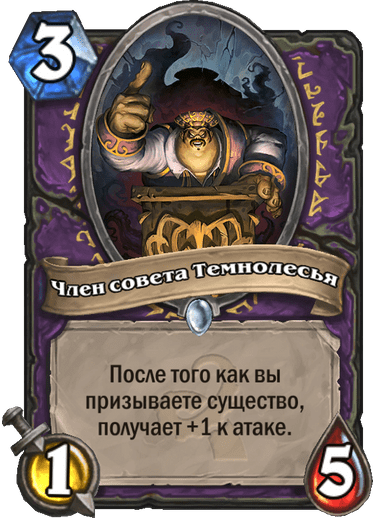 3
Член совета Темнолесья
После того как вы
призываете существо,
получает +1 к атаке.
1
5